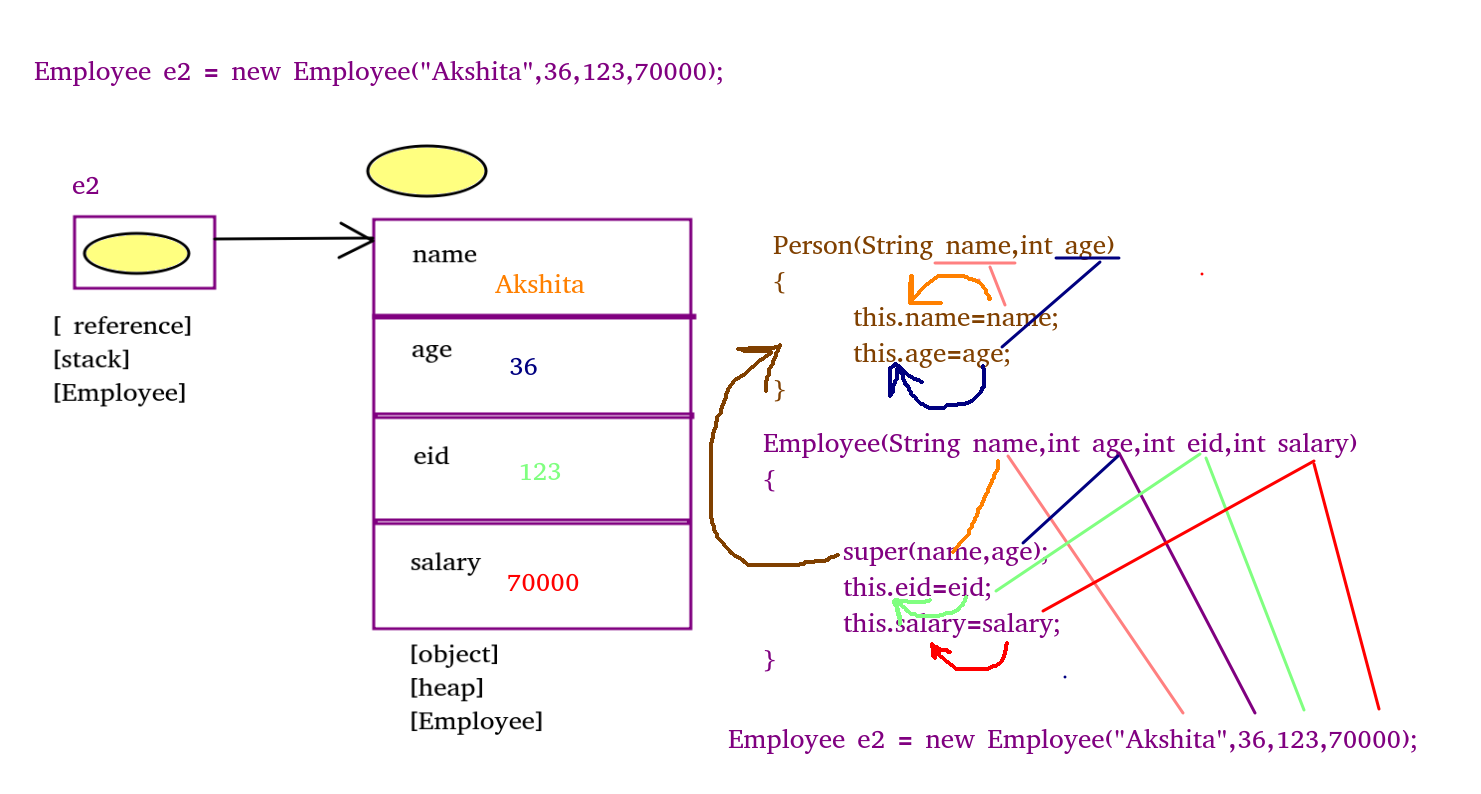 Employee e2 = new Employee("Akshita",36,123,70000);
e2
[ reference]
[stack]
[Employee]
name
Akshita
age
36
eid
123
salary
70000
[object]
[heap]
[Employee]
Person(String name,int age)
{
this.name=name;
this.age=age;
}
Employee(String name,int age,int eid,int salary)
{
super(name,age);
this.eid=eid;
this.salary=salary;
}
Employee e2 = new Employee("Akshita",36,123,70000);